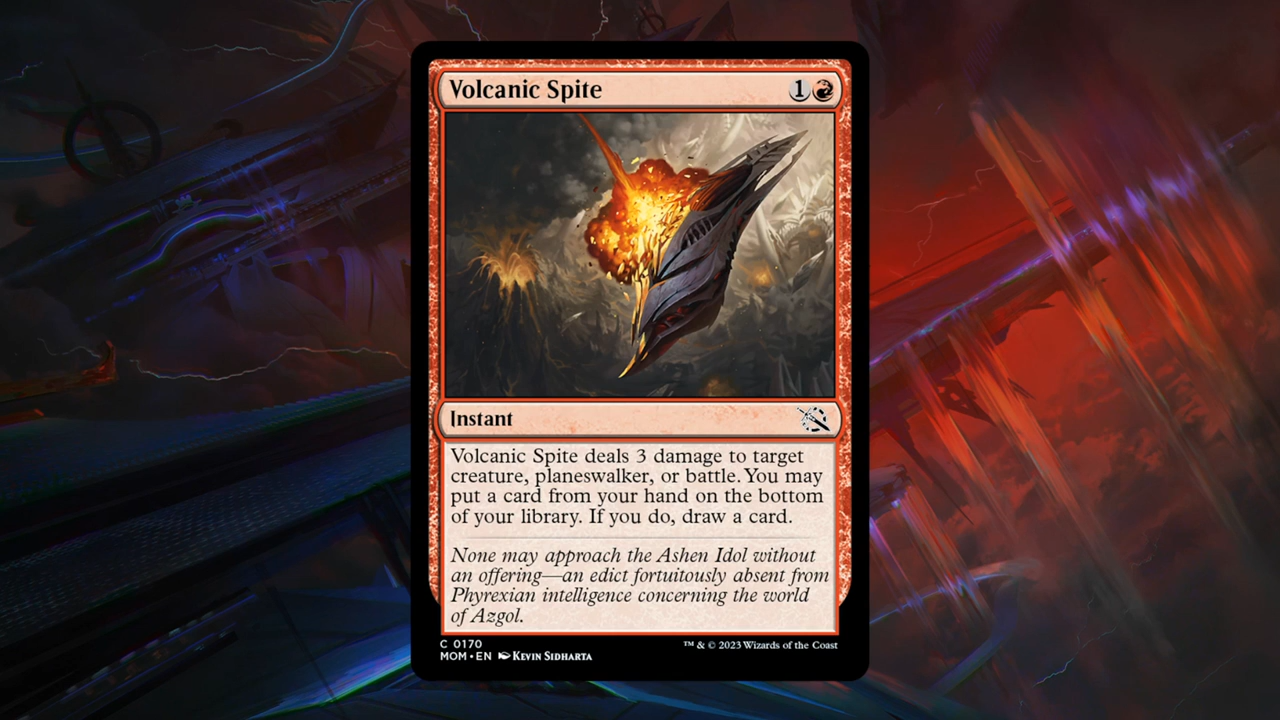 Volcanic Spite 1
Instant
Volcanic Spite deals 3 damage to target
creature, planeswalker, or battle. You may
put a card from your hand on the bottom
of your library. If you do, draw a card.
None may approach the Ashen Idol without
an offering—an edict fortuitously absent from
Phyrexian intelligence concerning the world
of Azgol.
C 0170
MOM • EN Kevin Sidharta
™ & © 2023 Wizards of the Coast